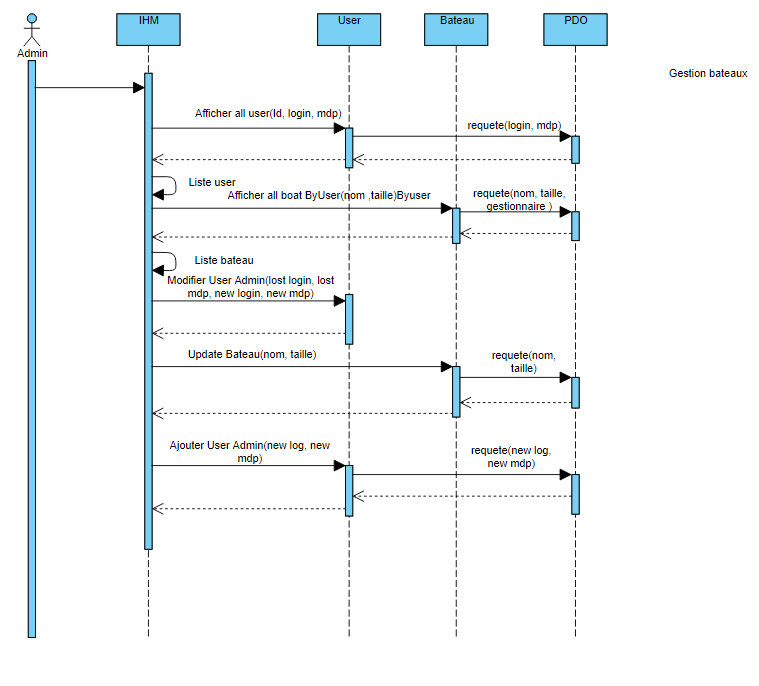 IHM
User
Bateau
PDO
Admin
Gestion bateaux
Afficher all user(Id, login, mdp)
requete(login, mdp)
Liste user
Afficher all boat ByUser(nom ,taille)Byuser
requete(nom, taille,
gestionnaire )
Liste bateau
Modifier User Admin(lost login, lost
mdp, new login, new mdp)
Update Bateau(nom, taille)
requete(nom,
taille)
Ajouter User Admin(new log, new
mdp)
requete(new log,
new mdp)